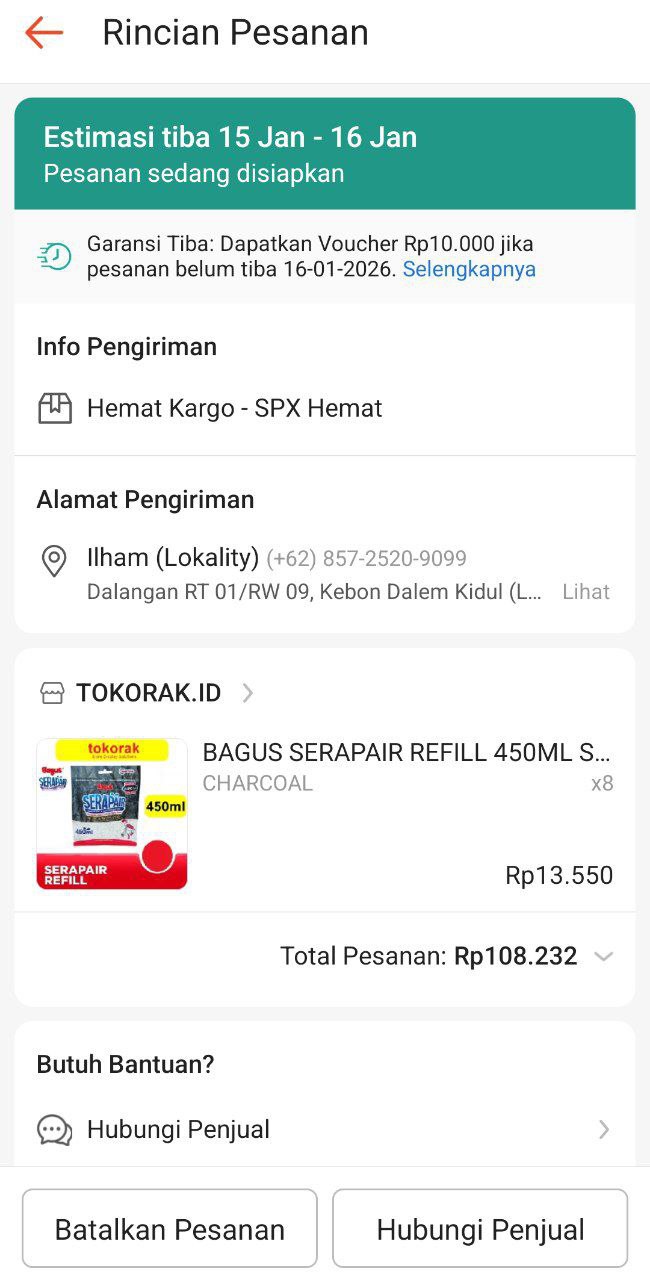 Rincian Pesanan
Estimasi tiba 15 Jan - 16 Jan
Pesanan sedang disiapkan
Garansi Tiba: Dapatkan Voucher Rp10.000 jika
pesanan belum tiba 16-01-2026. Selengkapnya
Info Pengiriman
Hemat Kargo - SPX Hemat
Alamat Pengiriman
Ilham (Lokality) (+62) 857-2520-9099
Dalangan RT 01/RW 09, Kebon Dalem Kidul (L... Lihat
TOKORAK.ID
tokorak
Bagus
SERAPAIR
Bagus
SERAPAIR
450ml
450ml
SERAPAIR
REFILL
BAGUS SERAPAIR REFILL 450ML S...
CHARCOAL x8
Rp13.550
Total Pesanan: Rp108.232
Butuh Bantuan?
Hubungi Penjual
Batalkan Pesanan
Hubungi Penjual